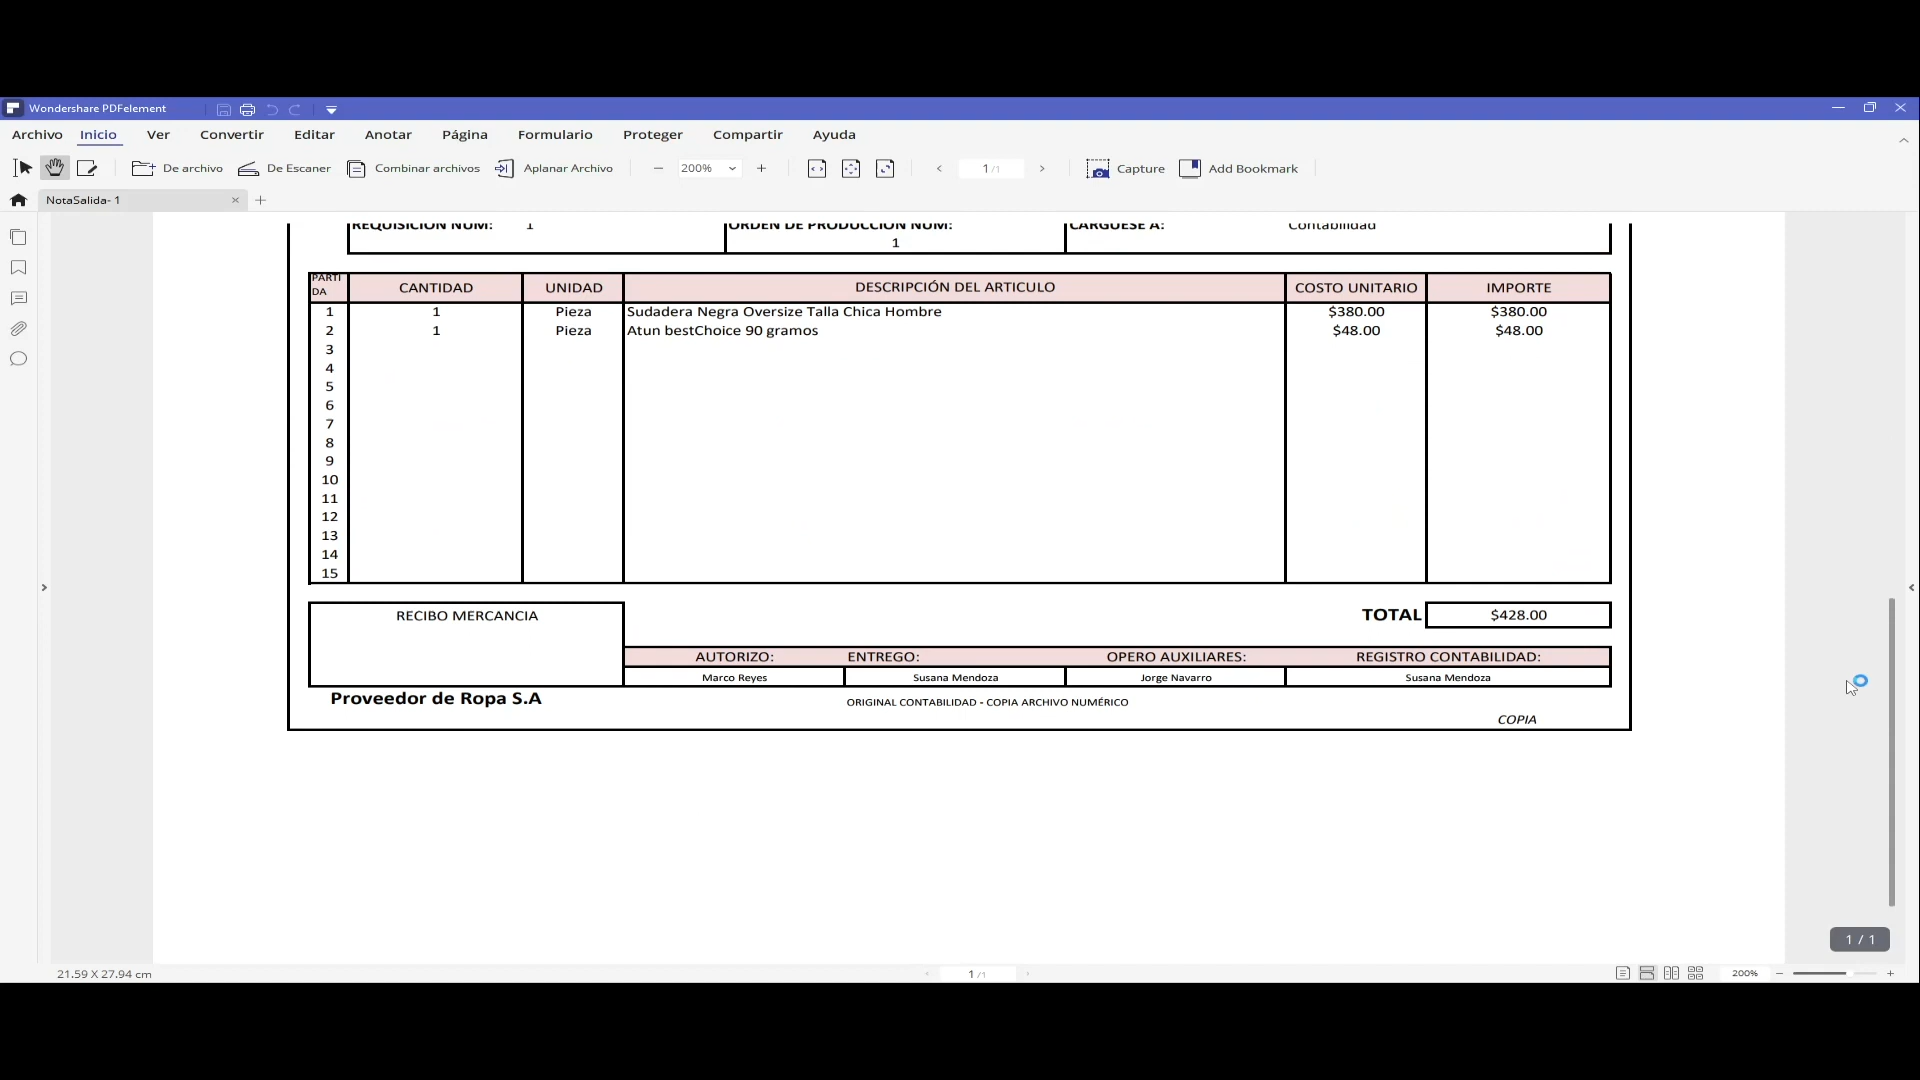 Wondershare PDFelement
Archivo Inicio Ver Convertir Editar Anotar Página Formulario Proteger Compartir Ayuda
De archivo De Escaner Combinar archivos Aplanar Archivo 200% 1/1 Capture Add Bookmark
NotaSalida- 1
REQUISICION NUM: 1 ORDEN DE PRODUCCION NUM: 1 CARGUESE A: Contabilidad
PARTI DA CANTIDAD UNIDAD DESCRIPCIÓN DEL ARTICULO COSTO UNITARIO IMPORTE
1 1 Pieza Sudadera Negra Oversize Talla Chica Hombre $380.00 $380.00
2 1 Pieza Atun bestChoice 90 gramos $48.00 $48.00
3
4
5
6
7
8
9
10
11
12
13
14
15
RECIBO MERCANCIA TOTAL $428.00
AUTORIZO: ENTREGO: OPERO AUXILIARES: REGISTRO CONTABILIDAD:
Marco Reyes Susana Mendoza Jorge Navarro Susana Mendoza
Proveedor de Ropa S.A ORIGINAL CONTABILIDAD - COPIA ARCHIVO NUMÉRICO
COPIA
1 / 1
21.59 X 27.94 cm 1/1 200%